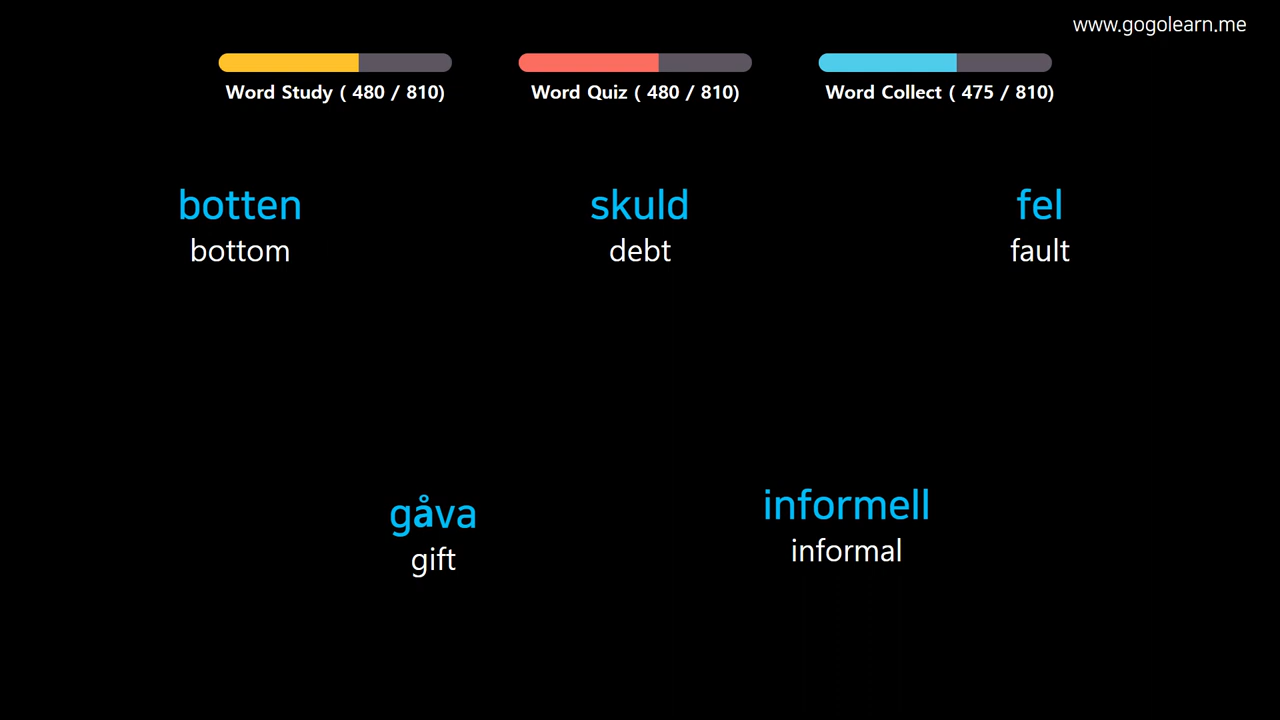 www.gogolearn.me
Word Study ( 480 / 810)
Word Quiz ( 480 / 810)
Word Collect ( 475 / 810)
botten
bottom
skuld
debt
fel
fault
gåva
gift
informell
informal